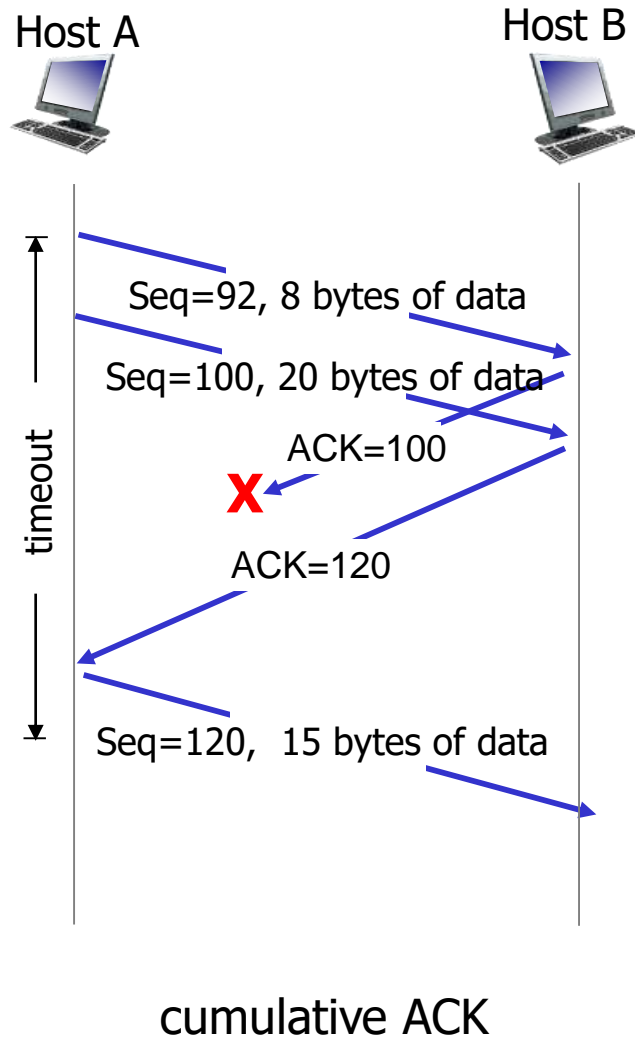 Host A
Host B
Seq=92, 8 bytes of data
Seq=100, 20 bytes of data
ACK=100
X
timeout
ACK=120
Seq=120, 15 bytes of data
cumulative ACK